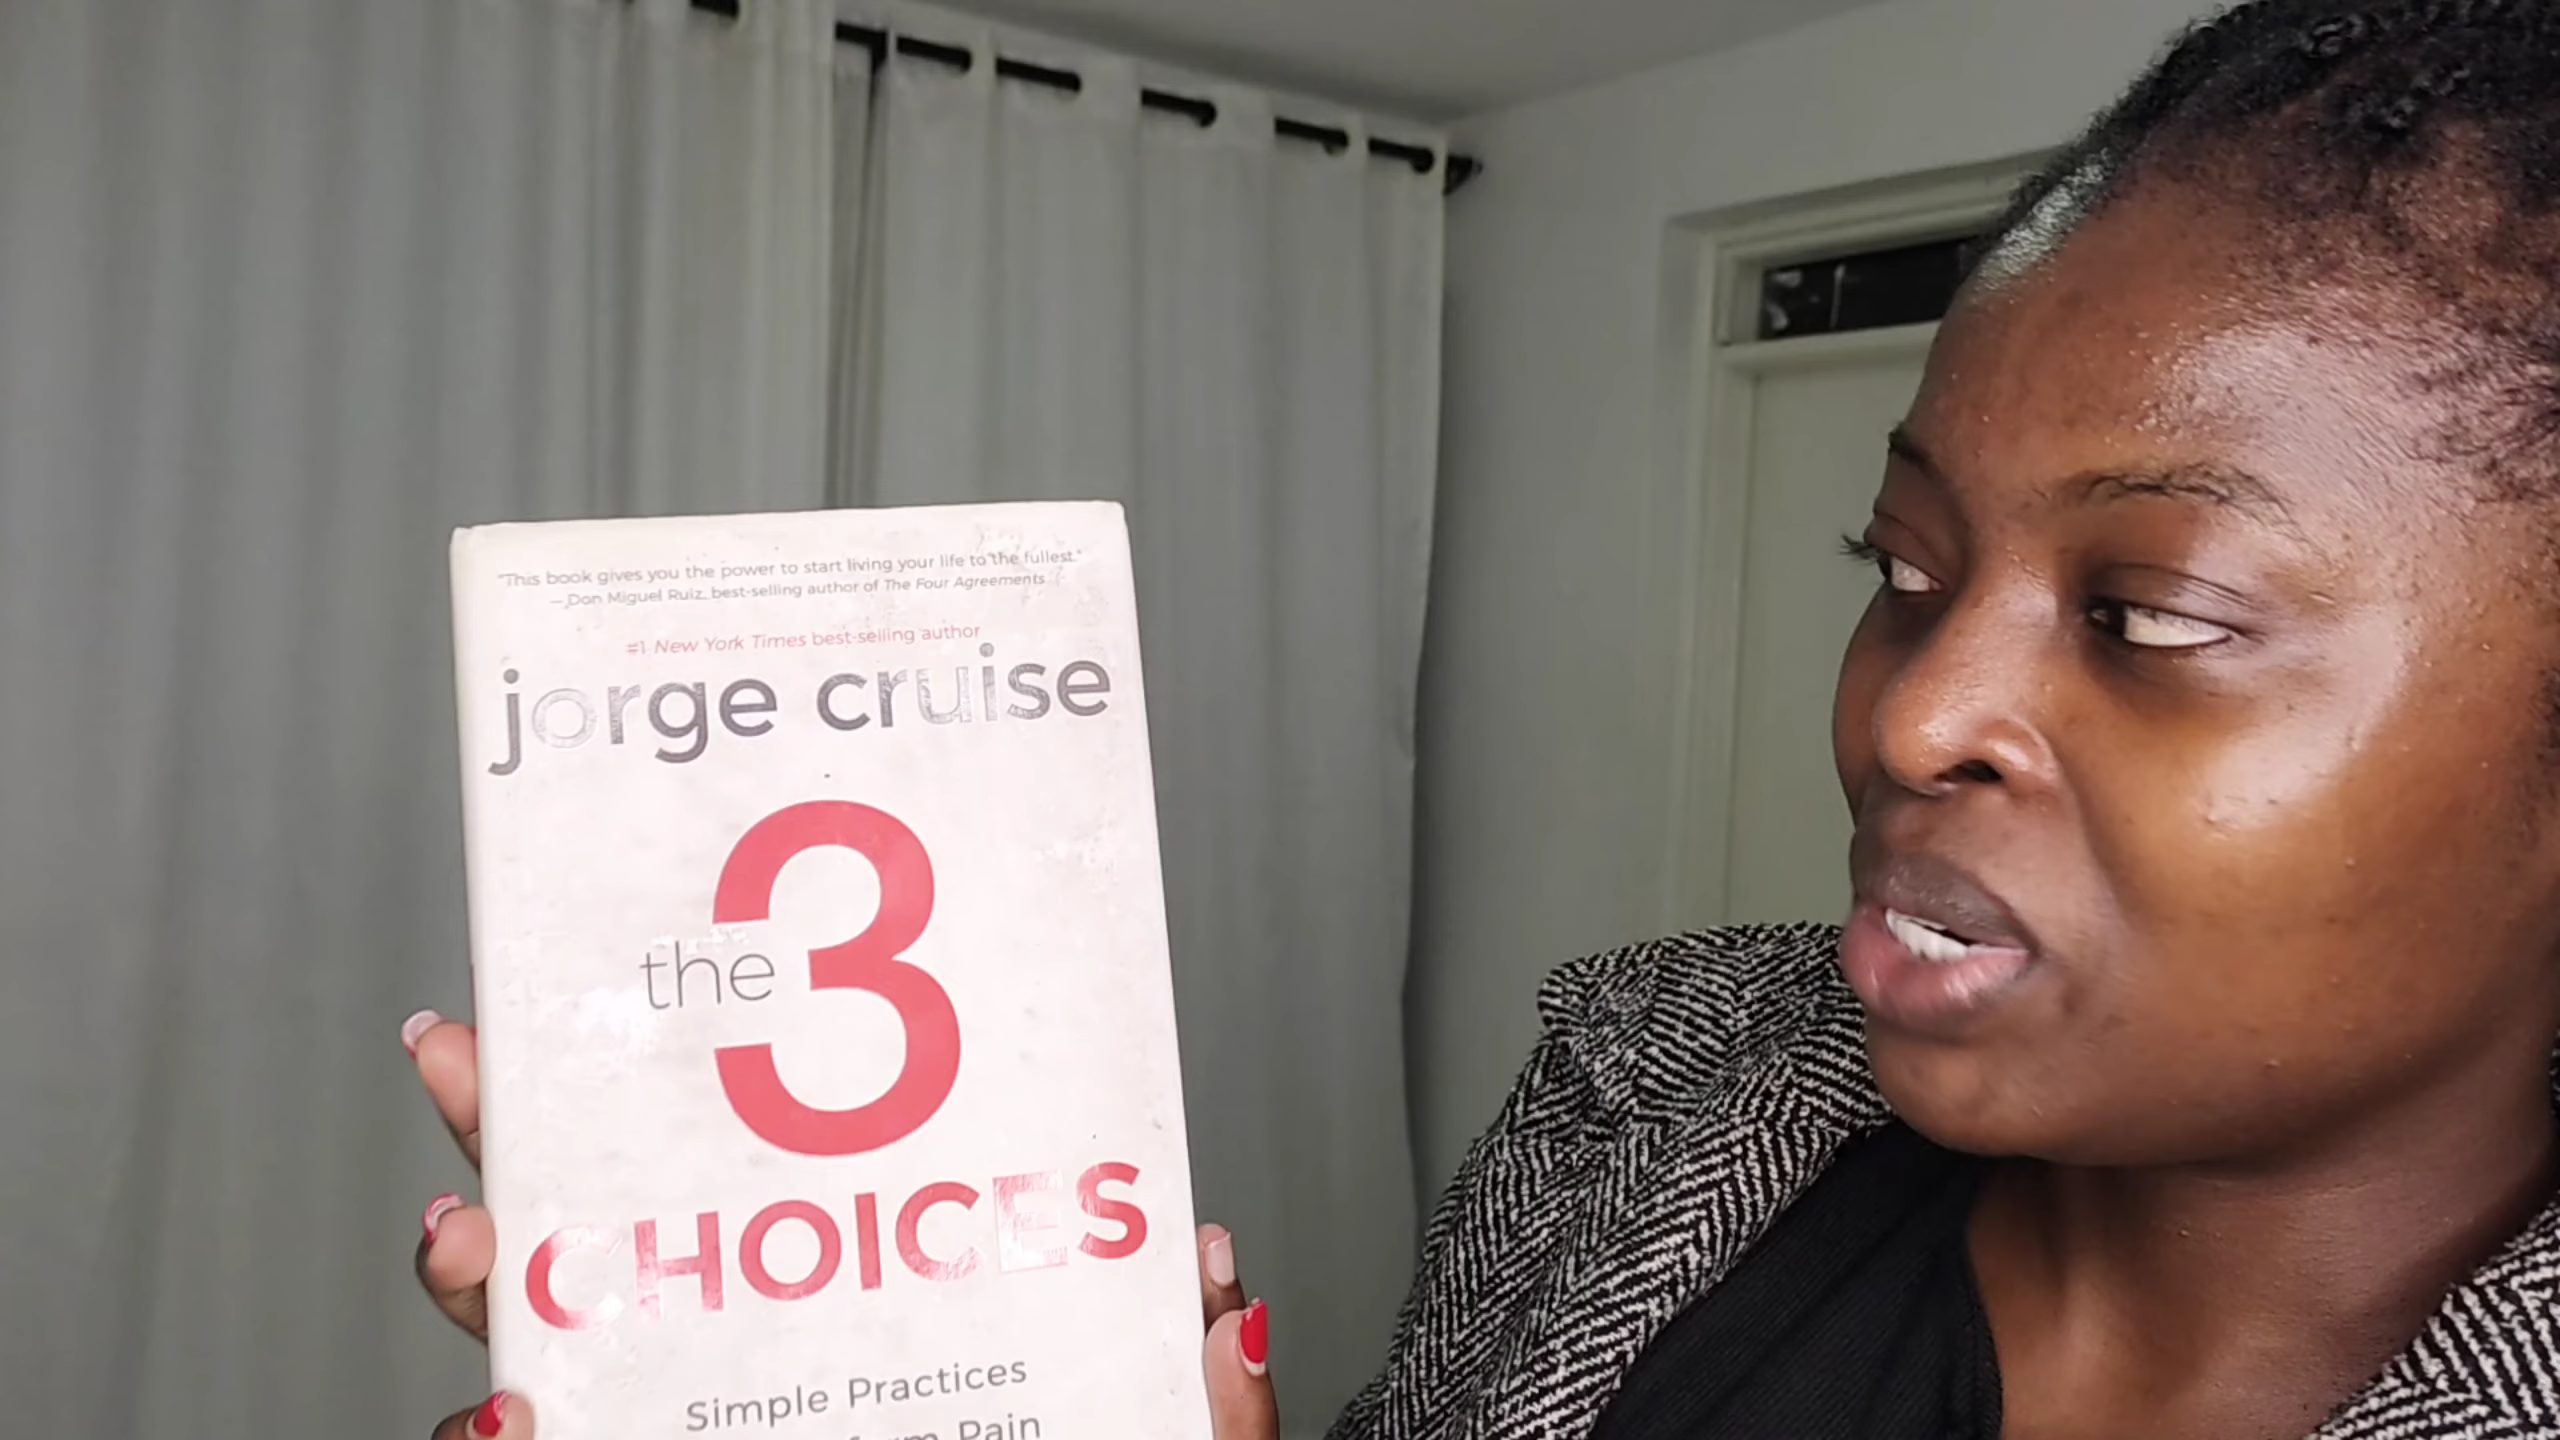 "This book gives you the power to start living your life to the fullest."
— Don Miguel Ruiz, best-selling author of The Four Agreements
#1 New York Times best-selling author
jorge cruise
the 3
CHOICES
Simple Practices
Pain